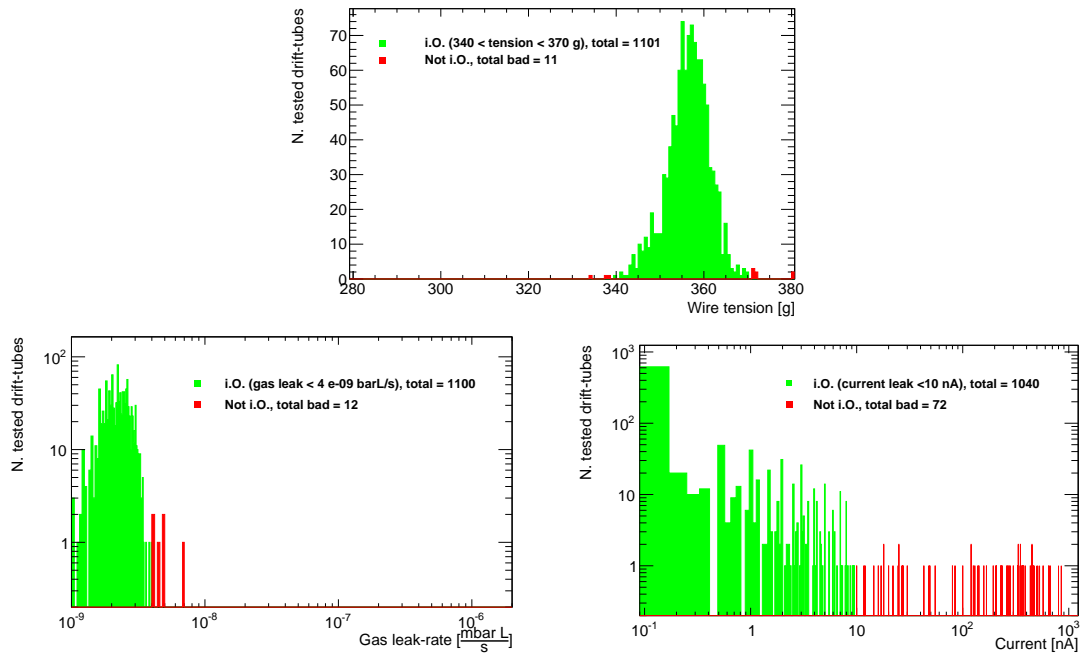 N. tested drift-tubes
70
60
50
40
30
20
10
0
i.O. (340 < tension < 370 g), total = 1101
Not i.O., total bad = 11
280 300 320 340 360 380
Wire tension [g]
N. tested drift-tubes
10²
10
1
i.O. (gas leak < 4 e-09 barL/s), total = 1100
Not i.O., total bad = 12
10⁻⁹ 10⁻⁸ 10⁻⁷ 10⁻⁶
Gas leak-rate [mbar L/s]
N. tested drift-tubes
10³
10²
10
1
i.O. (current leak <10 nA), total = 1040
Not i.O., total bad = 72
10⁻¹ 1 10 10² 10³
Current [nA]